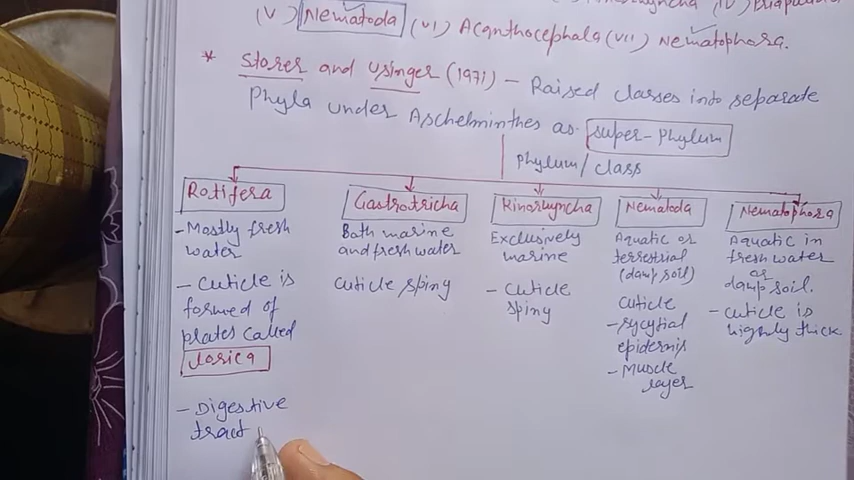 (V) Nematoda (VI) Acanthocephala (VII) Nematophora.
* Storer and Usinger (1971) – Raised classes into separate
Phyla under Aschelminthes as super-Phylum
Phylum/class
Rotifera
- Mostly fresh
water
- Cuticle is
formed of
plates called
lorica
- Digestive
tract
Gastrotricha
Both marine
and fresh water
cuticle spiny
Kinorhyncha
Exclusively
marine
- cuticle
spiny
Nematoda
Aquatic or
terrestrial
(damp soil)
cuticle
- sycytial
epidermis
- Muscle
layer
Nematophora
Aquatic in
fresh water
or
damp soil.
- cuticle is
highly thick